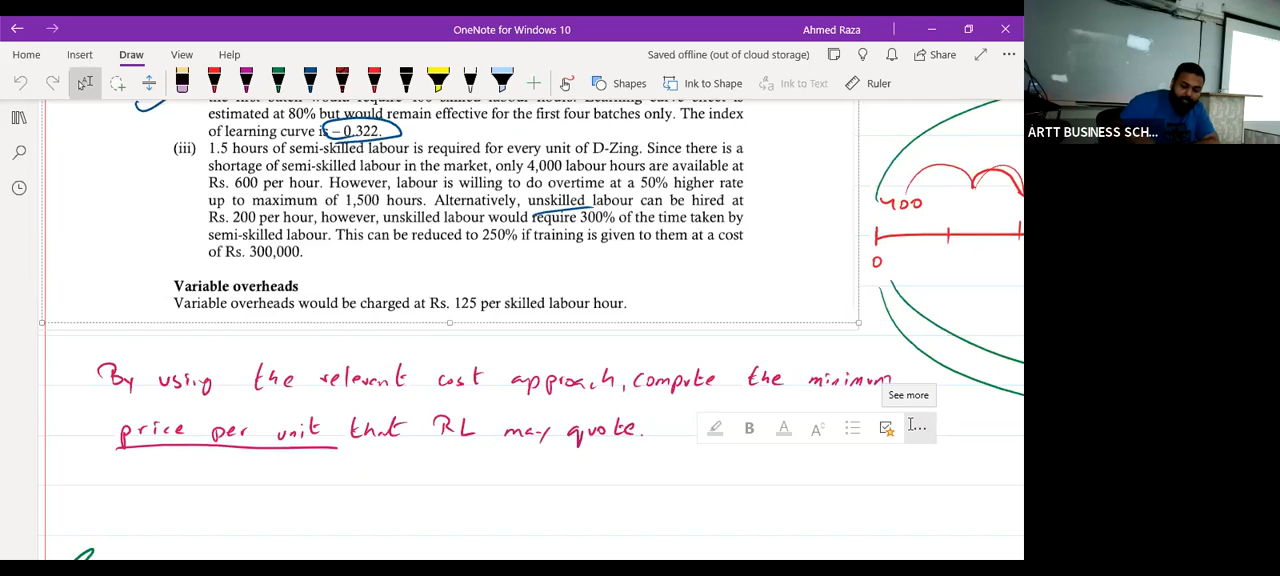 OneNote for Windows 10
Ahmed Raza
Home Insert Draw View Help
Saved offline (out of cloud storage)
Share
Shapes
Ink to Shape
Ink to Text
Ruler
estimated at 80% but would remain effective for the first four batches only. The index
of learning curve is – 0.322.
(iii) 1.5 hours of semi-skilled labour is required for every unit of D-Zing. Since there is a
shortage of semi-skilled labour in the market, only 4,000 labour hours are available at
Rs. 600 per hour. However, labour is willing to do overtime at a 50% higher rate
up to maximum of 1,500 hours. Alternatively, unskilled labour can be hired at
Rs. 200 per hour, however, unskilled labour would require 300% of the time taken by
semi-skilled labour. This can be reduced to 250% if training is given to them at a cost
of Rs. 300,000.
Variable overheads
Variable overheads would be charged at Rs. 125 per skilled labour hour.
By using the relevent cost approach, compute the minimum
price per unit that RL may quote.
See more
B A A
400
0
ARTT BUSINESS SCH...